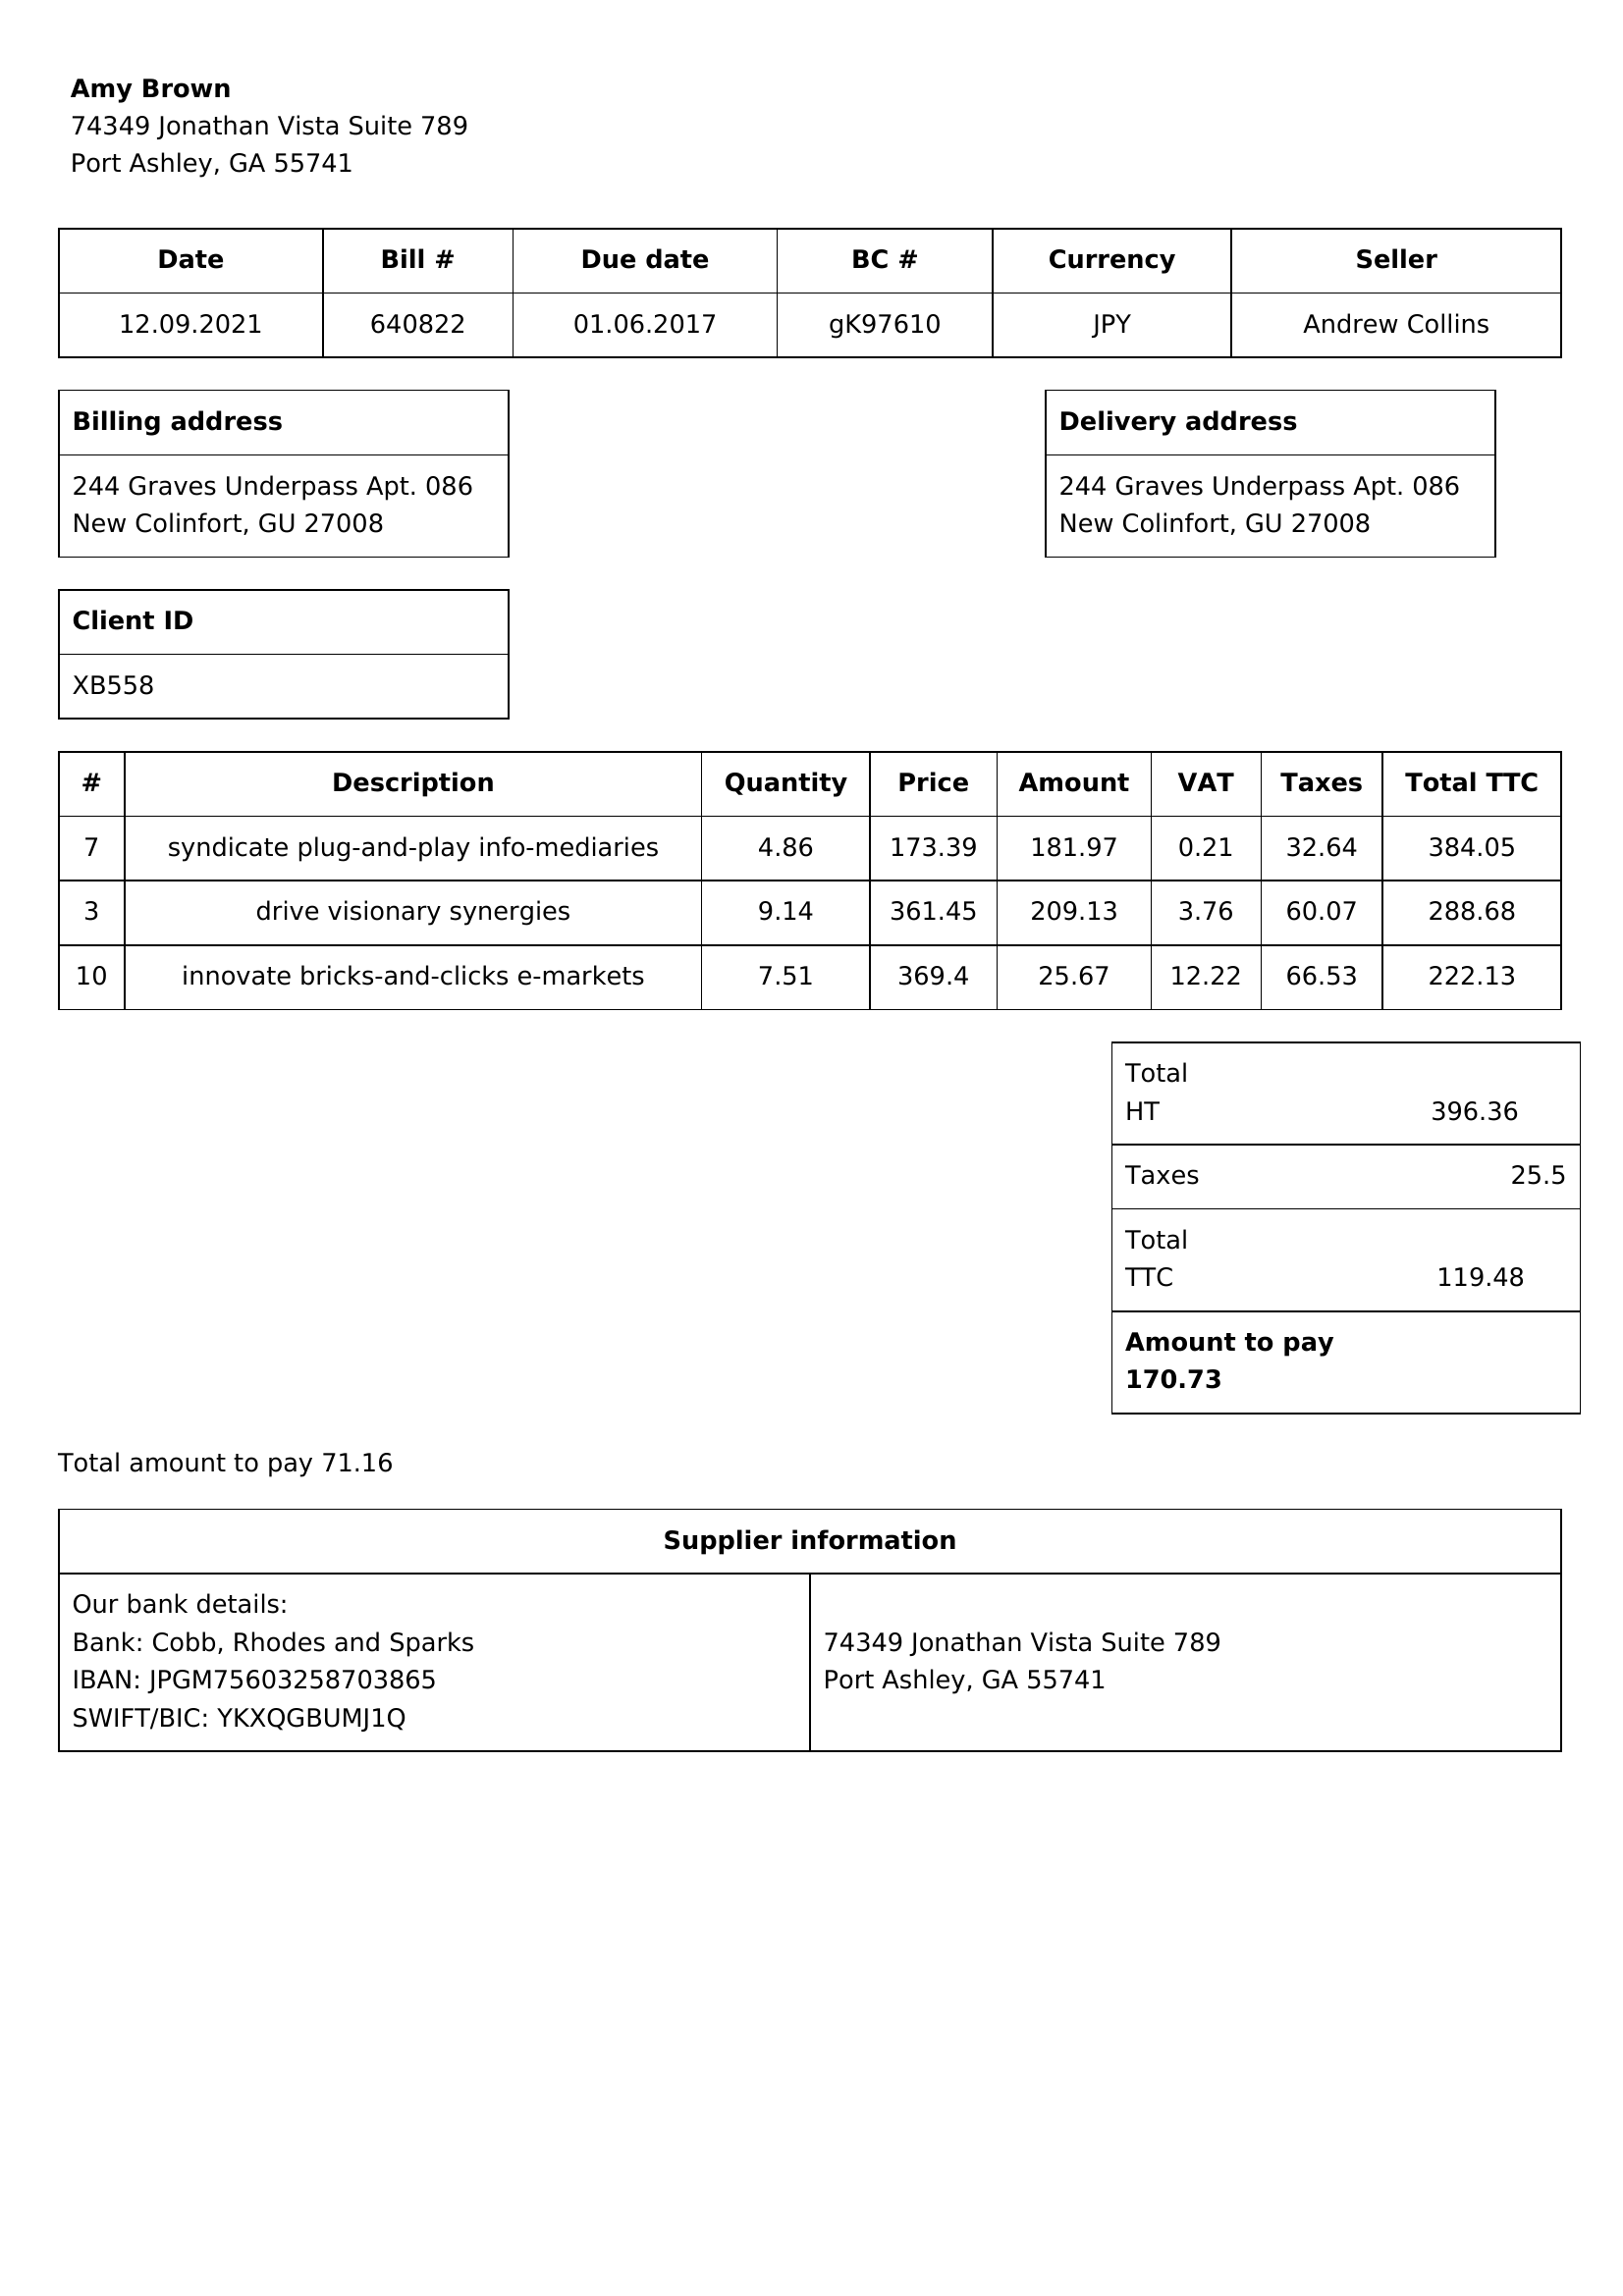 Amy Brown
74349 Jonathan Vista Suite 789
Port Ashley, GA 55741
Date Bill # Due date BC # Currency Seller
12.09.2021 640822 01.06.2017 gK97610 JPY Andrew Collins
Billing address
244 Graves Underpass Apt. 086
New Colinfort, GU 27008
Delivery address
244 Graves Underpass Apt. 086
New Colinfort, GU 27008
Client ID
XB558
# Description Quantity Price Amount VAT Taxes Total TTC
7 syndicate plug-and-play info-mediaries 4.86 173.39 181.97 0.21 32.64 384.05
3 drive visionary synergies 9.14 361.45 209.13 3.76 60.07 288.68
10 innovate bricks-and-clicks e-markets 7.51 369.4 25.67 12.22 66.53 222.13
Total
HT 396.36
Taxes 25.5
Total
TTC 119.48
Amount to pay
170.73
Total amount to pay 71.16
Supplier information
Our bank details:
Bank: Cobb, Rhodes and Sparks
IBAN: JPGM75603258703865
SWIFT/BIC: YKXQGBUMJ1Q
74349 Jonathan Vista Suite 789
Port Ashley, GA 55741